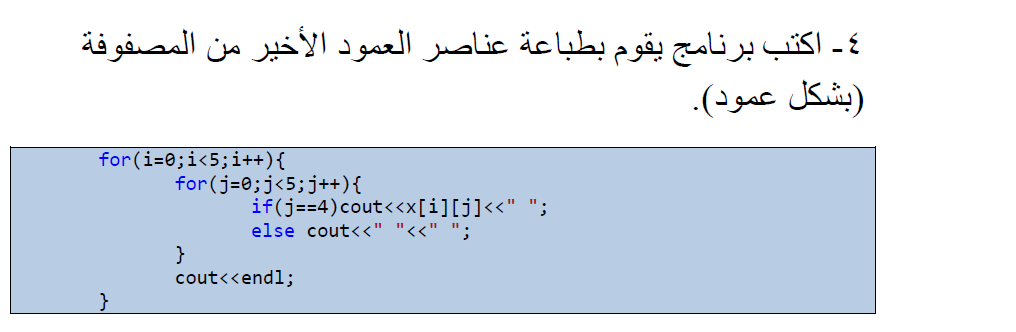 ٤- اكتب برنامج يقوم بطباعة عناصر العمود الأخير من المصفوفة
(بشكل عمود).
for(i=0;i<5;i++){
for(j=0;j<5;j++){
if(j==4)cout<<x[i][j]<<" ";
else cout<<" "<<" ";
}
cout<<endl;
}